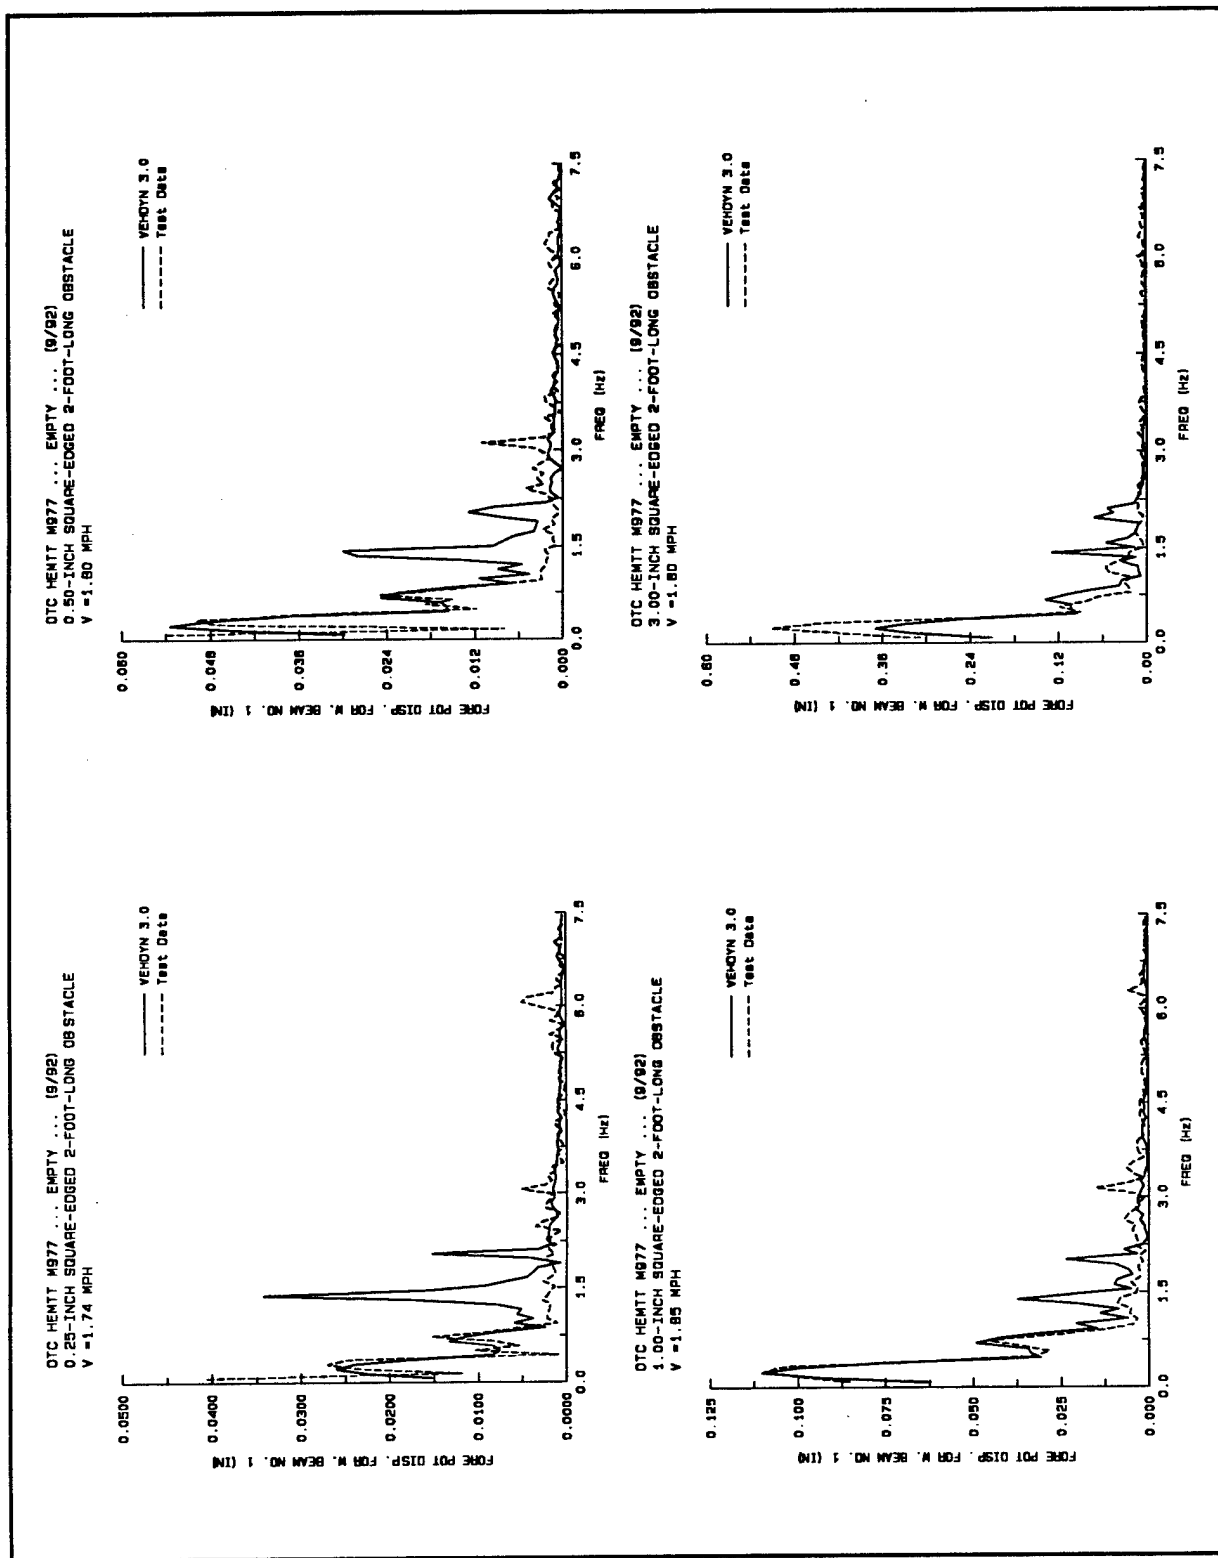 OTC HEMTT M977 ... EMPTY ... (9/92)
0.25-INCH SQUARE-EDGED 2-FOOT-LONG OBSTACLE
V =1.74 MPH
VEHDYN 3.0
Test Data
0.0500
0.0400
0.0300
0.0200
0.0100
0.0000
FORE POT DISP. FOR W. BEAM NO. 1 (IN)
0.0
1.5
3.0
4.5
6.0
7.5
FREQ (Hz)
OTC HEMTT M977 ... EMPTY ... (9/92)
0.50-INCH SQUARE-EDGED 2-FOOT-LONG OBSTACLE
V =1.80 MPH
VEHDYN 3.0
Test Data
0.060
0.048
0.036
0.024
0.012
0.000
FORE POT DISP. FOR W. BEAM NO. 1 (IN)
0.0
1.5
3.0
4.5
6.0
7.5
FREQ (Hz)
OTC HEMTT M977 ... EMPTY ... (9/92)
1.00-INCH SQUARE-EDGED 2-FOOT-LONG OBSTACLE
V =1.85 MPH
VEHDYN 3.0
Test Data
0.125
0.100
0.075
0.050
0.025
0.000
FORE POT DISP. FOR W. BEAM NO. 1 (IN)
0.0
1.5
3.0
4.5
6.0
7.5
FREQ (Hz)
OTC HEMTT M977 ... EMPTY ... (9/92)
3.00-INCH SQUARE-EDGED 2-FOOT-LONG OBSTACLE
V =1.80 MPH
VEHDYN 3.0
Test Data
0.60
0.48
0.36
0.24
0.12
0.00
FORE POT DISP. FOR W. BEAM NO. 1 (IN)
0.0
1.5
3.0
4.5
6.0
7.5
FREQ (Hz)